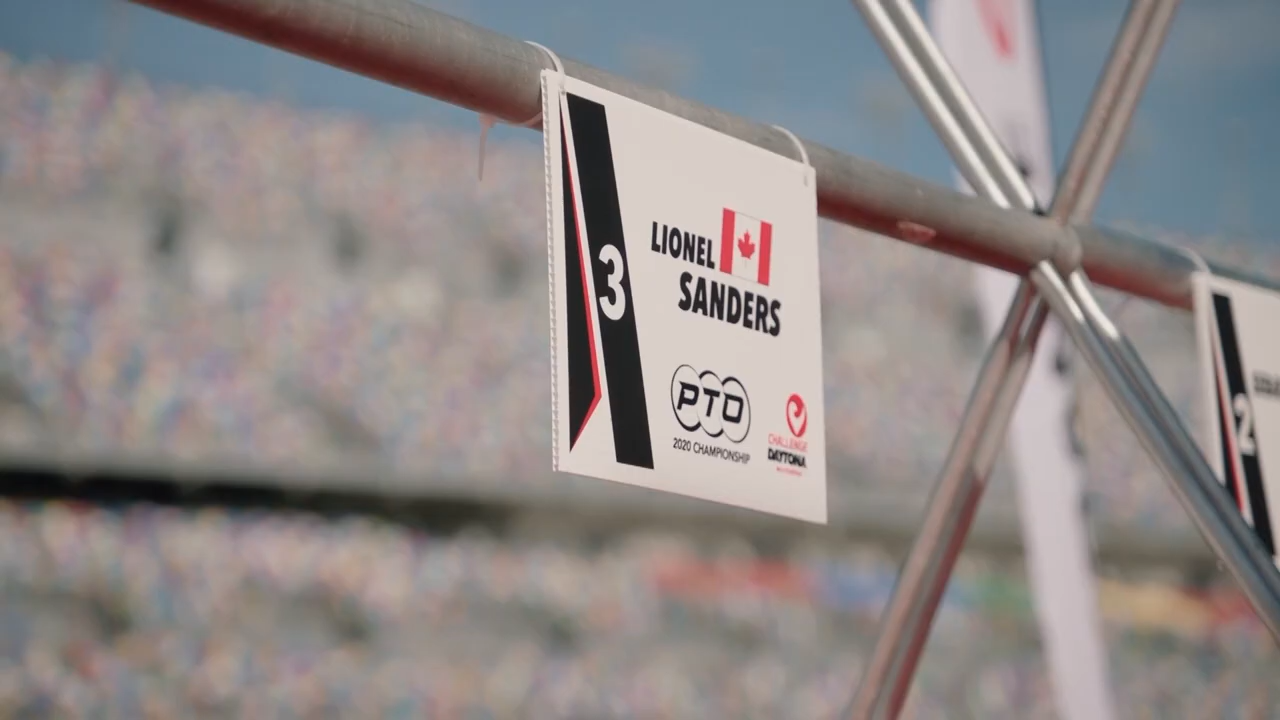 3
LIONEL
SANDERS
PTO
2020 CHAMPIONSHIP
CHALLENGE
DAYTONA
2